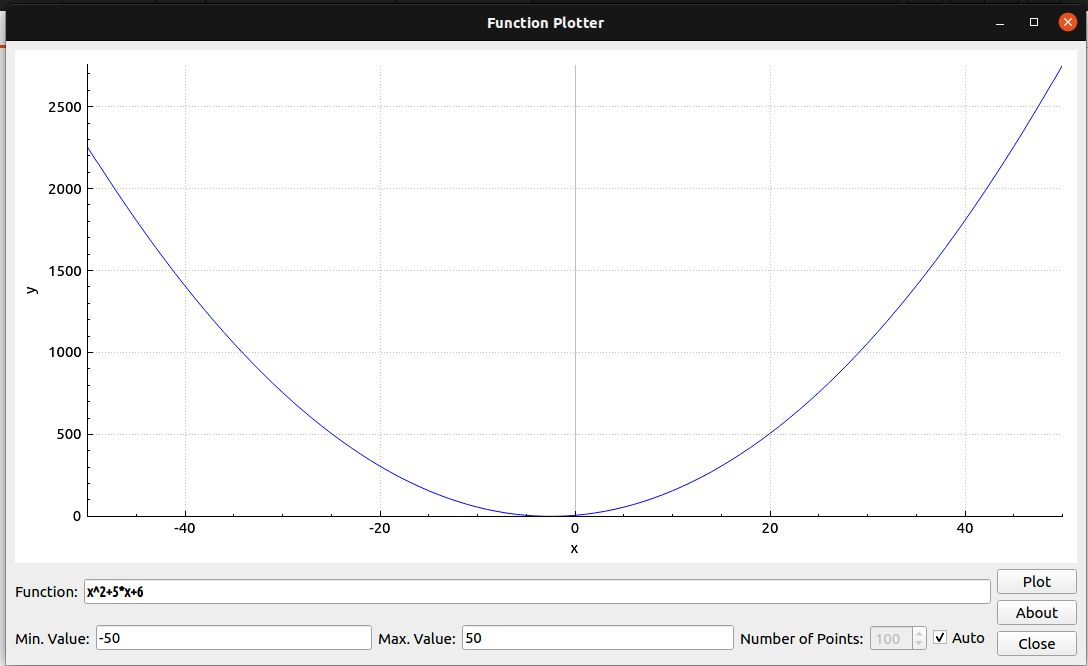 Function Plotter
2500
2000
1500
1000
500
0
y
-40 -20 0 20 40
x
Function: x^2+5*x+6
Plot
About
Min. Value: -50 Max. Value: 50 Number of Points: 100 Auto
Close